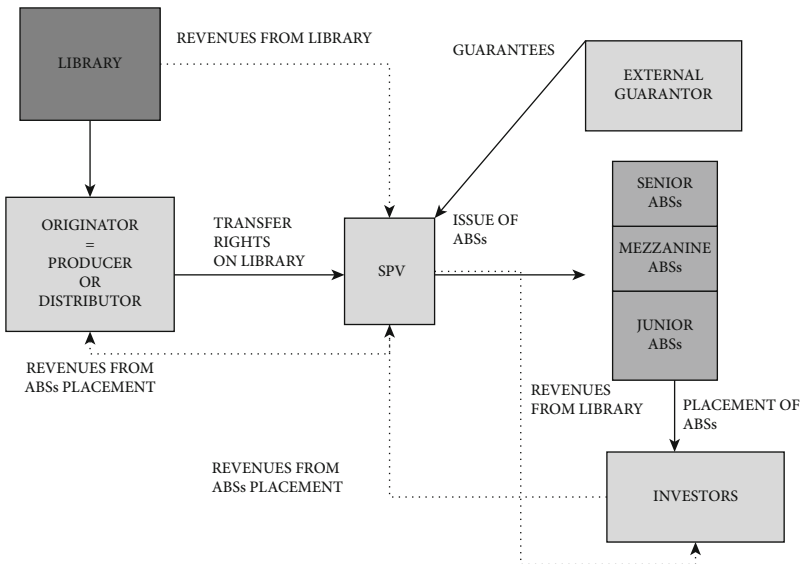 LIBRARY
REVENUES FROM LIBRARY
GUARANTEES
EXTERNAL
GUARANTOR
ORIGINATOR
=
PRODUCER
OR
DISTRIBUTOR
TRANSFER
RIGHTS
ON LIBRARY
SPV
ISSUE OF
ABSs
SENIOR
ABSs
MEZZANINE
ABSs
JUNIOR
ABSs
REVENUES FROM
ABSs PLACEMENT
REVENUES
FROM LIBRARY
PLACEMENT OF
ABSs
REVENUES FROM
ABSs PLACEMENT
INVESTORS